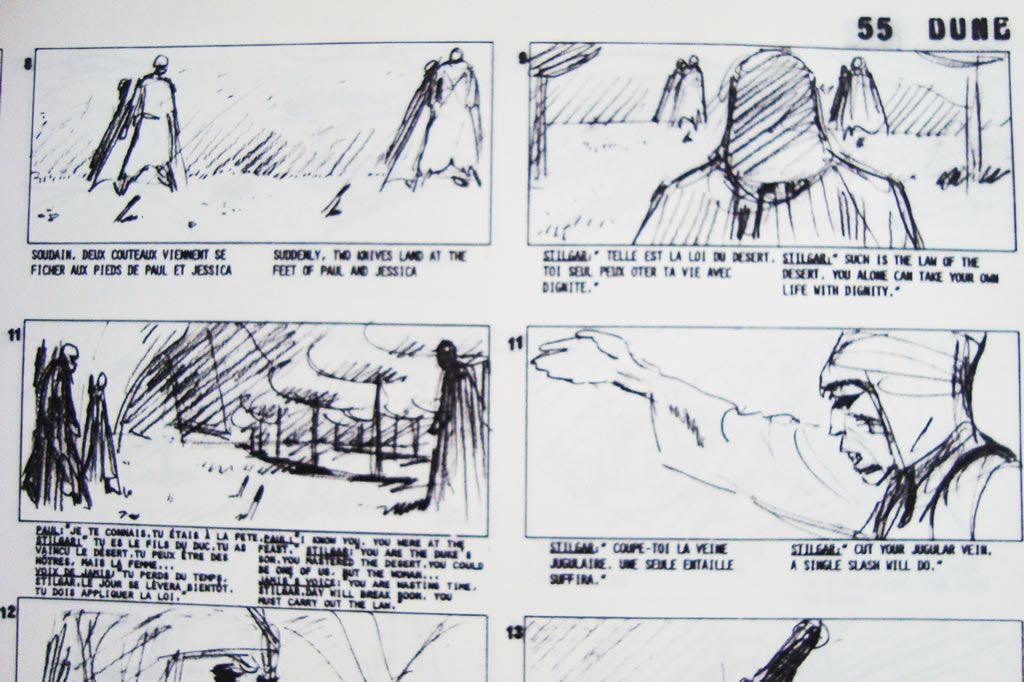 55 DUNE
8
SOUDAIN, DEUX COUTEAUX VIENNENT SE
FICHER AUX PIEDS DE PAUL ET JESSICA
SUDDENLY, TWO KNIVES LAND AT THE
FEET OF PAUL AND JESSICA
9
STILGAR:" TELLE EST LA LOI DU DESERT.
TOI SEUL PEUX OTER TA VIE AVEC
DIGNITE."
STILGAR:" SUCH IS THE LAW OF THE
DESERT. YOU ALONE CAN TAKE YOUR OWN
LIFE WITH DIGNITY."
11
PAUL:"JE TE CONNAIS.TU ÉTAIS À LA FETE.
STILGAR:" TU ES LE FILS DU DUC.TU AS
VAINCU LE DESERT.TU PEUX ÊTRE DES
NÔTRES, MAIS LA FEMME...
VOIX DE JAMIS:"TU PERDS DU TEMPS,
STILGAR.LE JOUR SE LÈVERA BIENTÔT.
TU DOIS APPLIQUER LA LOI."
PAUL:"I KNOW YOU. YOU WERE AT THE
FEAST. STILGAR: YOU ARE THE DUKE'S
SON.YOU MASTERED THE DESERT.YOU COULD
BE ONE OF US, BUT THE WOMAN...
JAMIS'S VOICE: YOU ARE WASTING TIME,
STILGAR.DAY WILL BREAK SOON. YOU
MUST CARRY OUT THE LAW.
11
STILGAR:" COUPE-TOI LA VEINE
JUGULAIRE. UNE SEULE ENTAILLE
SUFFIRA."
STILGAR:" CUT YOUR JUGULAR VEIN.
A SINGLE SLASH WILL DO."
12
13